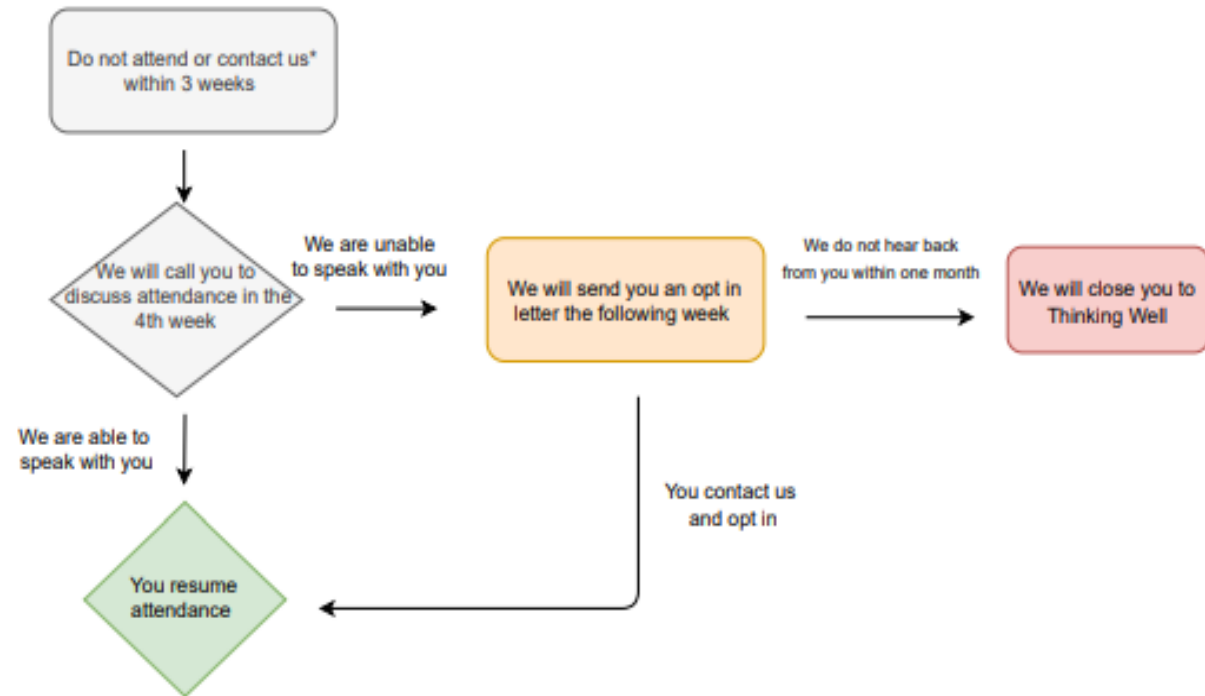 Do not attend or contact us*
within 3 weeks
We will call you to
discuss attendance in the
4th week
We are unable
to speak with you
We will send you an opt in
letter the following week
We do not hear back
from you within one month
We will close you to
Thinking Well
We are able to
speak with you
You contact us
and opt in
You resume
attendance